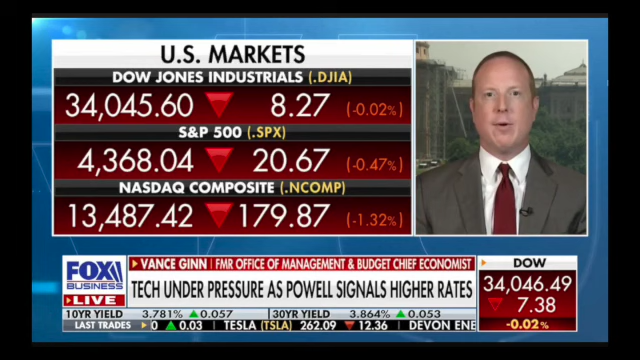 U.S. MARKETS
DOW JONES INDUSTRIALS (.DJIA)
34,045.60 ▼ 8.27 (-0.02%)
S&P 500 (.SPX)
4,368.04 ▼ 20.67 (-0.47%)
NASDAQ COMPOSITE (.NCOMP)
13,487.42 ▼ 179.87 (-1.32%)
FOX
BUSINESS
LIVE
VANCE GINN | FMR OFFICE OF MANAGEMENT & BUDGET CHIEF ECONOMIST
TECH UNDER PRESSURE AS POWELL SIGNALS HIGHER RATES
DOW
34,046.49
▼ 7.38
-0.02%
10YR YIELD 3.781% ▲ 0.057 30YR YIELD 3.864% ▲ 0.053
LAST TRADES 0 ▲ 0.03 TESLA (TSLA) 262.09 ▼ 12.36 DEVON ENE